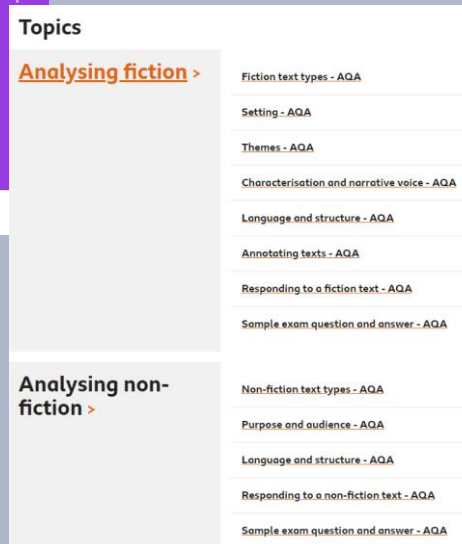 Topics
Analysing fiction >
Fiction text types - AQA
Setting - AQA
Themes - AQA
Characterisation and narrative voice - AQA
Language and structure - AQA
Annotating texts - AQA
Responding to a fiction text - AQA
Sample exam question and answer - AQA
Analysing non-
fiction >
Non-fiction text types - AQA
Purpose and audience - AQA
Language and structure - AQA
Responding to a non-fiction text - AQA
Sample exam question and answer - AQA